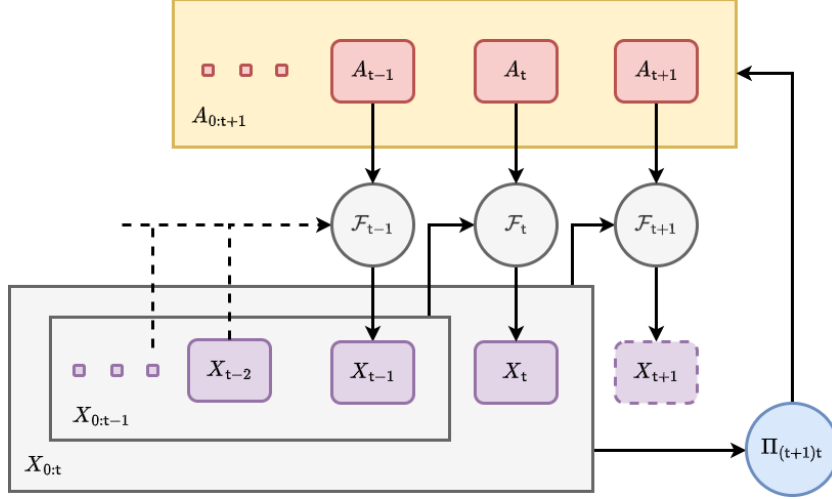 A_{t−1} A_t A_{t+1}
A_{0:t+1}
ℱ_{t−1} ℱ_t ℱ_{t+1}
X_{t−2} X_{t−1} X_t X_{t+1}
X_{0:t−1}
Π_{(t+1)t}
X_{0:t}